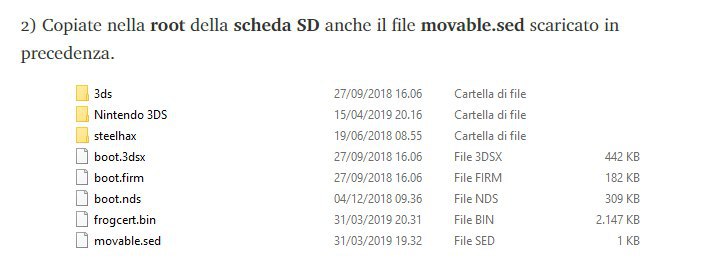 2) Copiate nella root della scheda SD anche il file movable.sed scaricato in
precedenza.
3ds 27/09/2018 16.06 Cartella di file
Nintendo 3DS 15/04/2019 20.16 Cartella di file
steelhax 19/06/2018 08.55 Cartella di file
boot.3dsx 27/09/2018 16.06 File 3DSX 442 KB
boot.firm 27/09/2018 16.06 File FIRM 182 KB
boot.nds 04/12/2018 09.36 File NDS 309 KB
frogcert.bin 31/03/2019 20.31 File BIN 2.147 KB
movable.sed 31/03/2019 19.32 File SED 1 KB